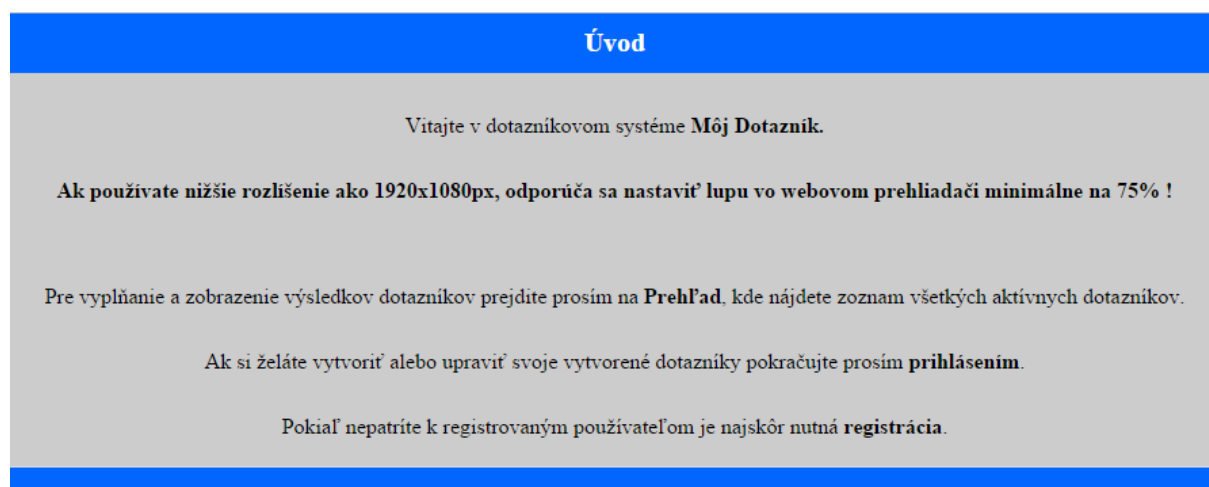 Úvod
Vitajte v dotazníkovom systéme Môj Dotazník.
Ak používate nižšie rozlíšenie ako 1920x1080px, odporúča sa nastaviť lupu vo webovom prehliadači minimálne na 75% !
Pre vyplňanie a zobrazenie výsledkov dotazníkov prejdite prosím na Prehľad, kde nájdete zoznam všetkých aktívnych dotazníkov.
Ak si želáte vytvoriť alebo upraviť svoje vytvorené dotazníky pokračujte prosím prihlásením.
Pokiaľ nepatríte k registrovaným používateľom je najskôr nutná registrácia.